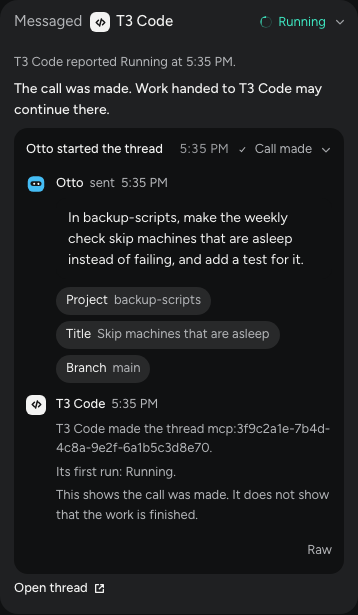 Messaged T3 Code Running
T3 Code reported Running at 5:35 PM.
The call was made. Work handed to T3 Code may
continue there.
Otto started the thread 5:35 PM ✓ Call made
Otto sent 5:35 PM
In backup-scripts, make the weekly
check skip machines that are asleep
instead of failing, and add a test for it.
Project backup-scripts
Title Skip machines that are asleep
Branch main
T3 Code 5:35 PM
T3 Code made the thread mcp:3f9c2a1e-7b4d-
4c8a-9e2f-6a1b5c3d8e70.
Its first run: Running.
This shows the call was made. It does not show
that the work is finished.
Raw
Open thread